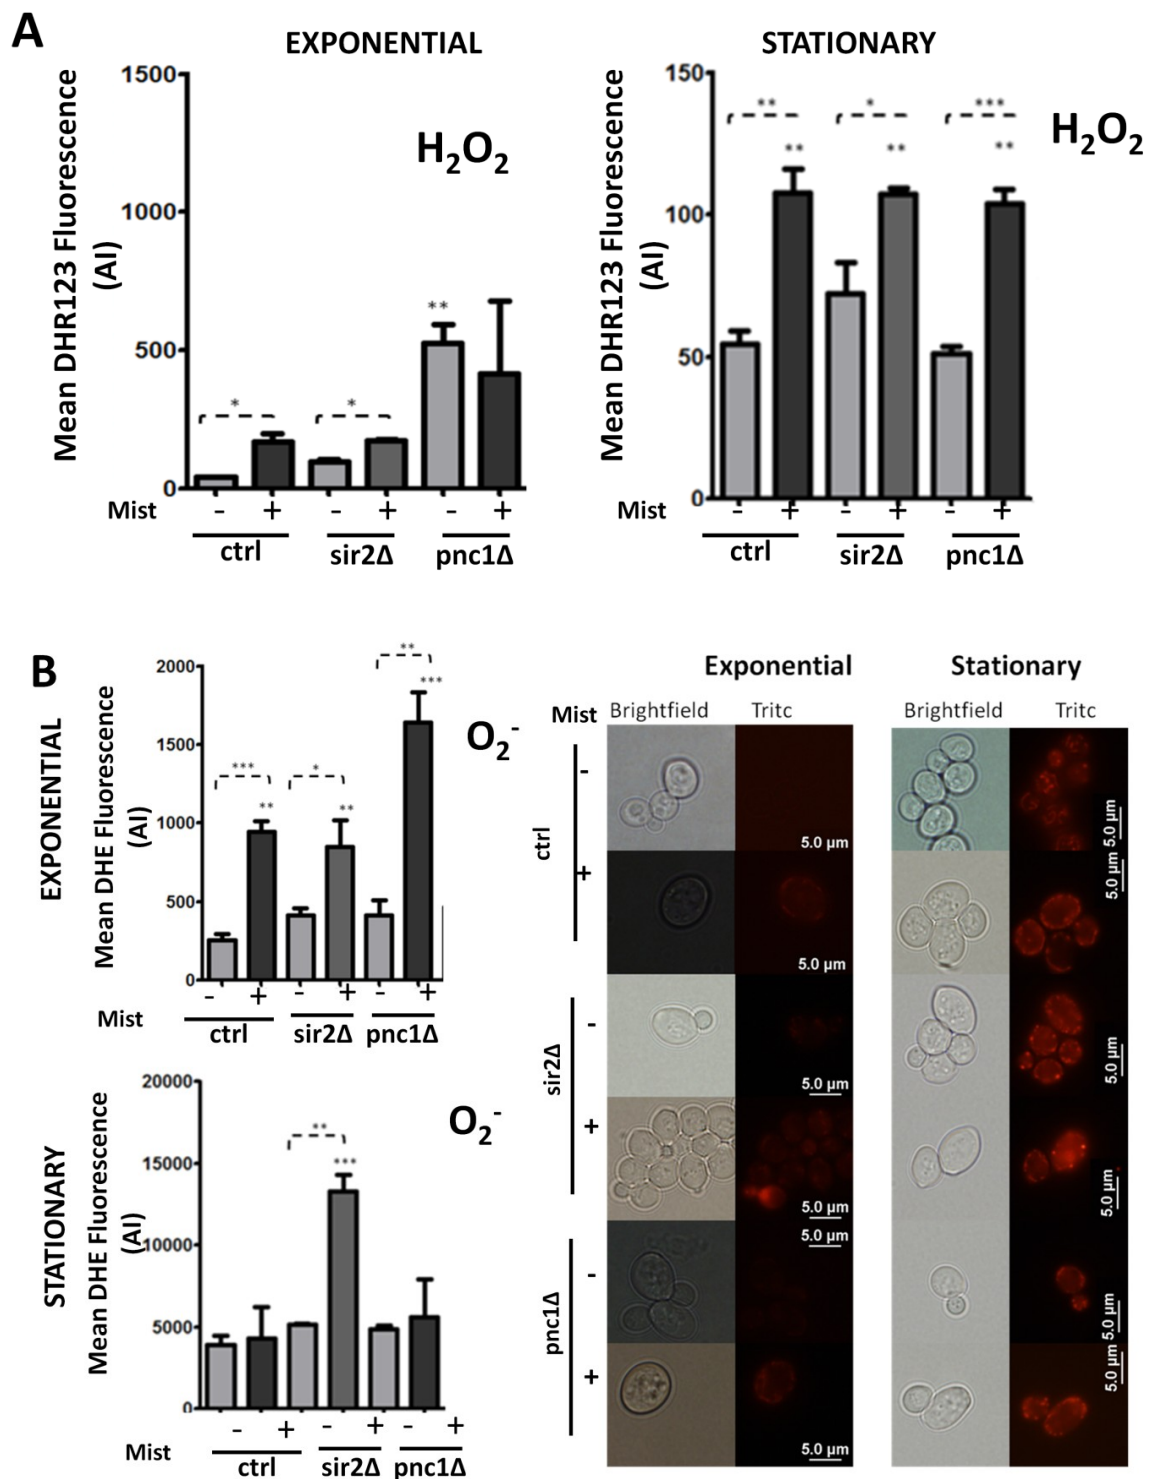 A
EXPONENTIAL
Mean DHR123 Fluorescence
(AI)
1500
1000
500
0
H2O2
**
*
*
Mist - + - + - +
ctrl sir2Δ pnc1Δ
STATIONARY
Mean DHR123 Fluorescence
(AI)
150
100
50
0
H2O2
** * ***
** ** **
Mist - + - + - +
ctrl sir2Δ pnc1Δ
B
EXPONENTIAL
Mean DHE Fluorescence
(AI)
2000
1500
1000
500
0
O2-
**
***
*** *
** **
- + - + - +
Mist
ctrl sir2Δ pnc1Δ
STATIONARY
Mean DHE Fluorescence
(AI)
20000
15000
10000
5000
0
O2-
**
***
- + - + - +
Mist
ctrl sir2Δ pnc1Δ
Exponential Stationary
Mist Brightfield Tritc Brightfield Tritc
ctrl
-
5.0 µm
5.0 µm
+
5.0 µm
5.0 µm
sir2Δ
-
5.0 µm
5.0 µm
+
5.0 µm
5.0 µm
pnc1Δ
-
5.0 µm
5.0 µm
+
5.0 µm
5.0 µm